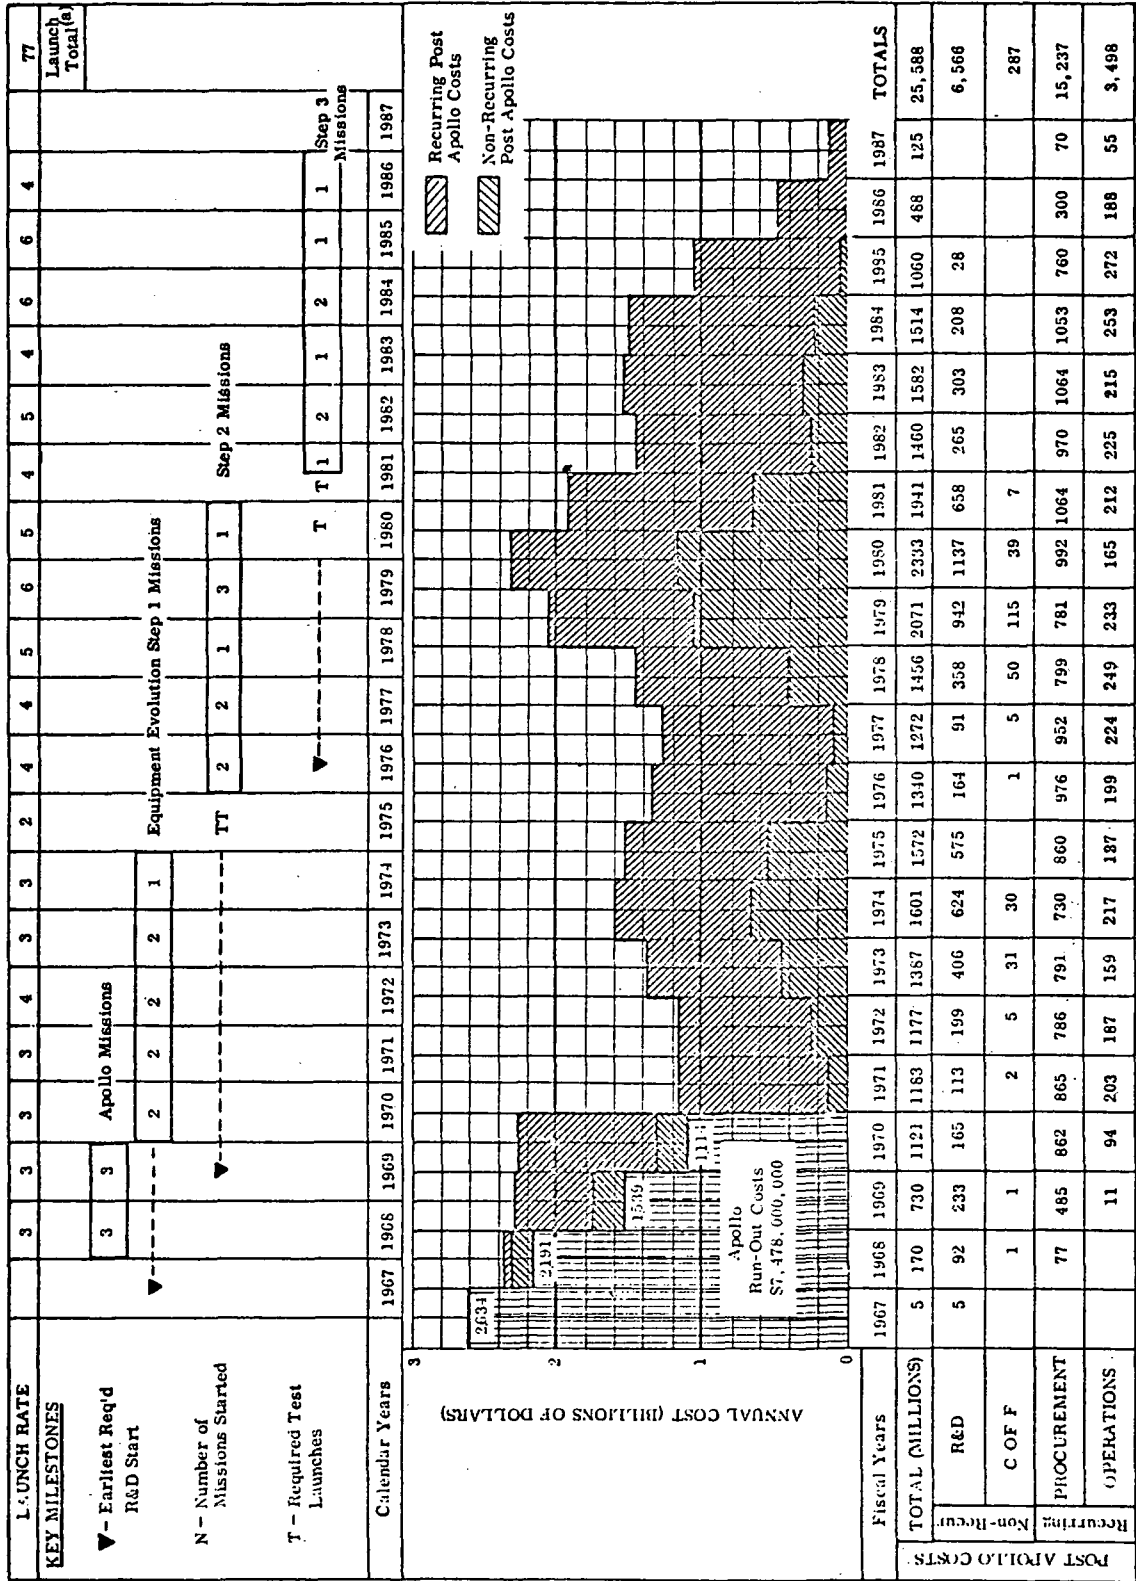 LAUNCH RATE 3 3 3 3 4 3 3 2 4 4 5 6 5 4 5 4 6 6 4 77
KEY MILESTONES
Launch
Total(a)
▼ - Earliest Req'd
R&D Start
N - Number of
Missions Started
T - Required Test
Launches
3 3 Apollo Missions
2 2 2 2 1 Equipment Evolution Step 1 Missions
TT 2 2 1 3 1 Step 2 Missions
T T 1 2 1 2 1 1 Step 3
Missions
Calendar Years 1967 1968 1969 1970 1971 1972 1973 1974 1975 1976 1977 1978 1979 1980 1981 1982 1983 1984 1985 1986 1987
ANNUAL COST (BILLIONS OF DOLLARS)
3
2
1
0
Recurring Post
Apollo Costs
Non-Recurring
Post Apollo Costs
2,634
2,191
1539
Apollo
Run-Out Costs
$7,478,000,000
Fiscal Years 1967 1968 1969 1970 1971 1972 1973 1974 1975 1976 1977 1978 1979 1980 1981 1982 1983 1984 1985 1986 1987 TOTALS
POST APOLLO COSTS
TOTAL (MILLIONS) 5 170 730 1121 1183 1177 1387 1601 1572 1340 1272 1456 2071 2333 1941 1460 1582 1514 1060 488 125 25,588
Non-Recur
R&D 5 92 233 165 113 199 406 624 575 164 91 358 942 1137 658 265 303 208 28 6,566
C OF F 1 1 2 5 31 30 1 5 50 115 39 7 287
Recurring
PROCUREMENT 77 485 862 865 786 791 730 860 976 952 799 781 992 1064 970 1064 1053 760 300 70 15,237
OPERATIONS 11 94 203 187 159 217 187 199 224 249 233 165 212 225 215 253 272 188 55 3,498